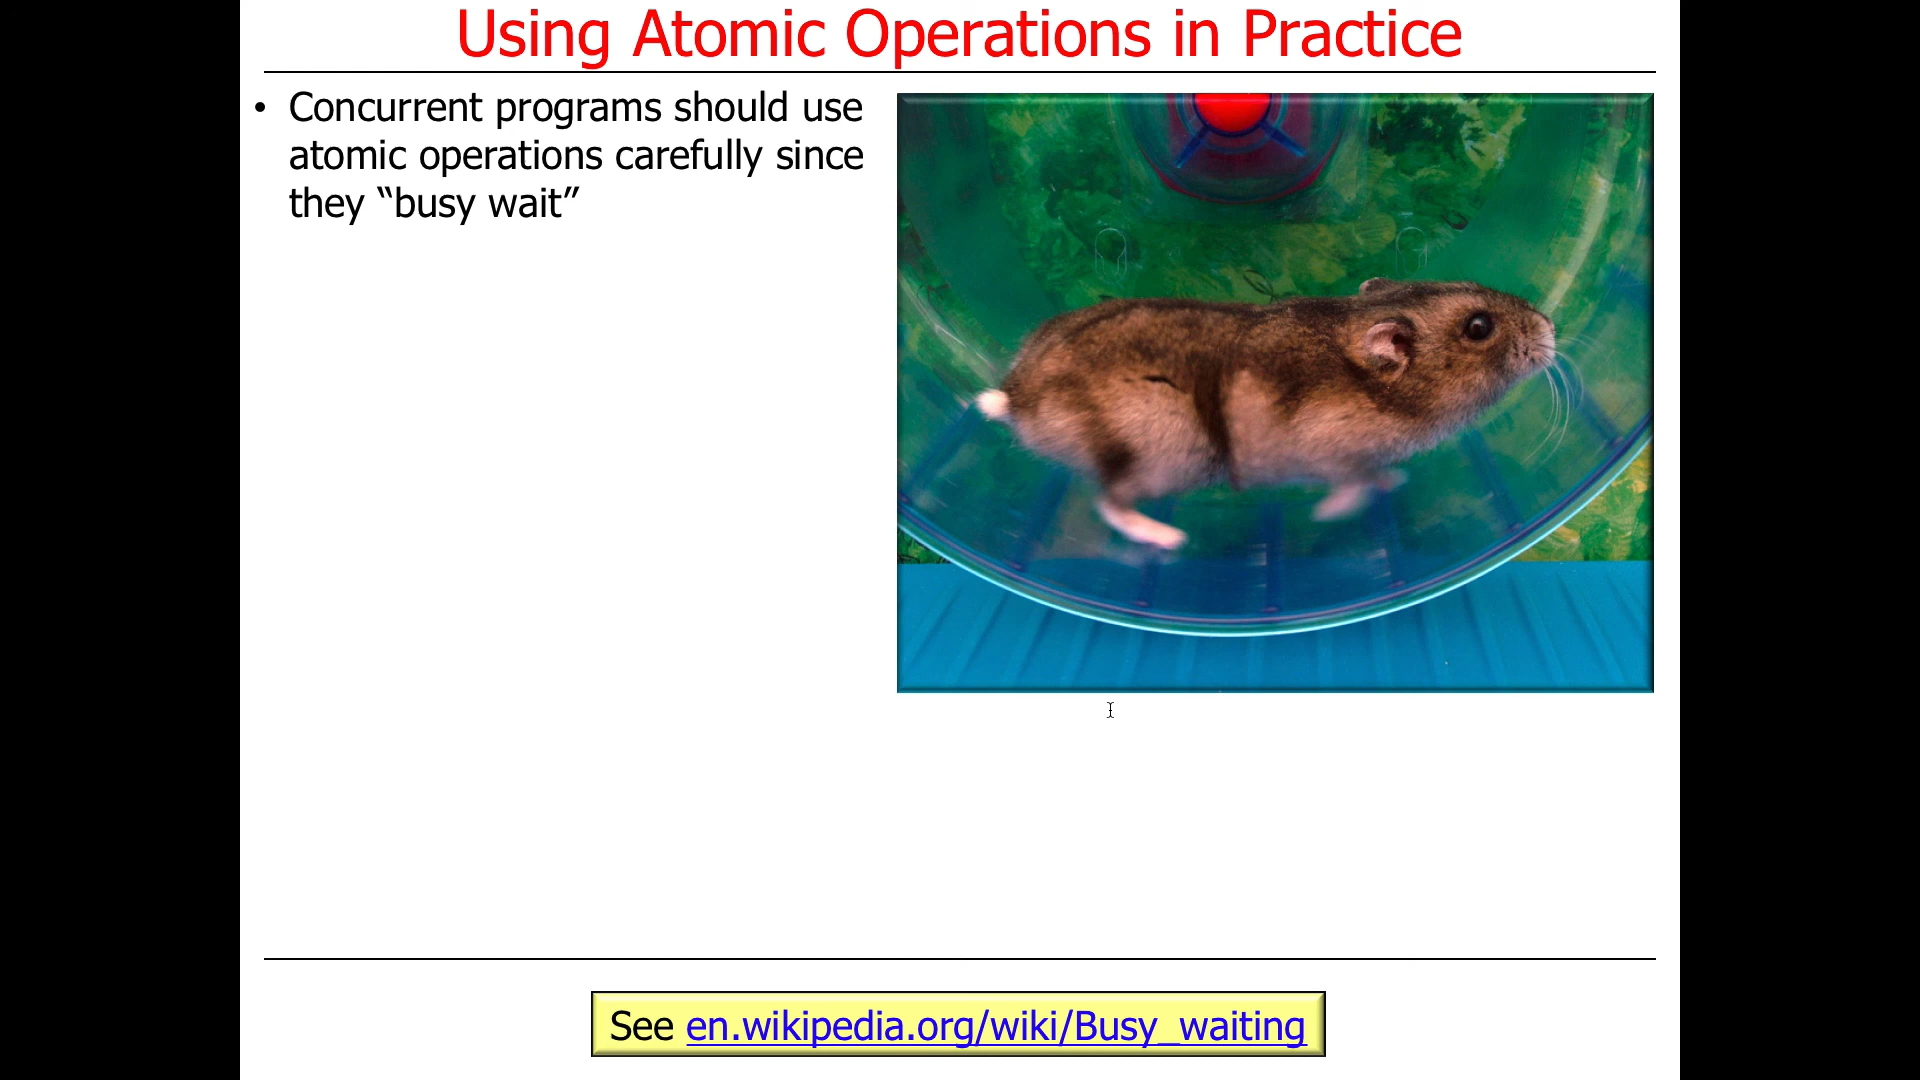 Using Atomic Operations in Practice
• Concurrent programs should use
atomic operations carefully since
they “busy wait”
See en.wikipedia.org/wiki/Busy_waiting